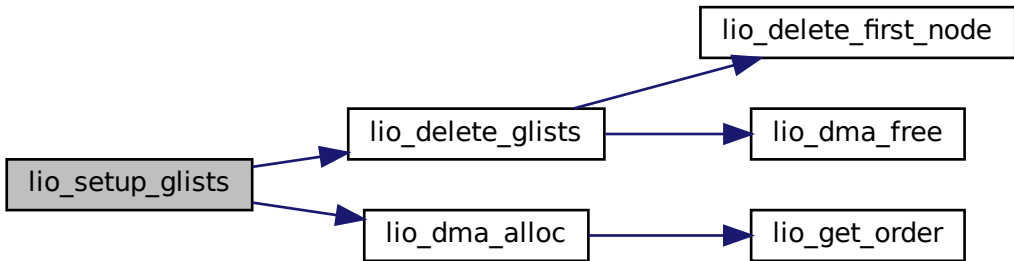 lio_delete_first_node
lio_delete_glists
lio_dma_free
lio_setup_glists
lio_dma_alloc
lio_get_order